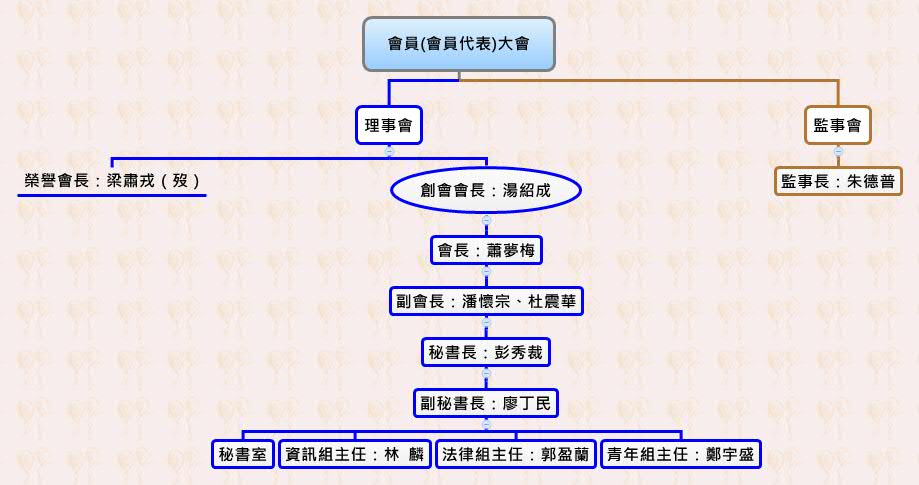 會員(會員代表)大會
理事會
監事會
榮譽會長：梁肅戎（歿）
創會會長：湯紹成
監事長：朱德普
會長：蕭夢梅
副會長：潘懷宗、杜震華
秘書長：彭秀裁
副秘書長：廖丁民
秘書室
資訊組主任：林 麟
法律組主任：郭盈蘭
青年組主任：鄭宇盛